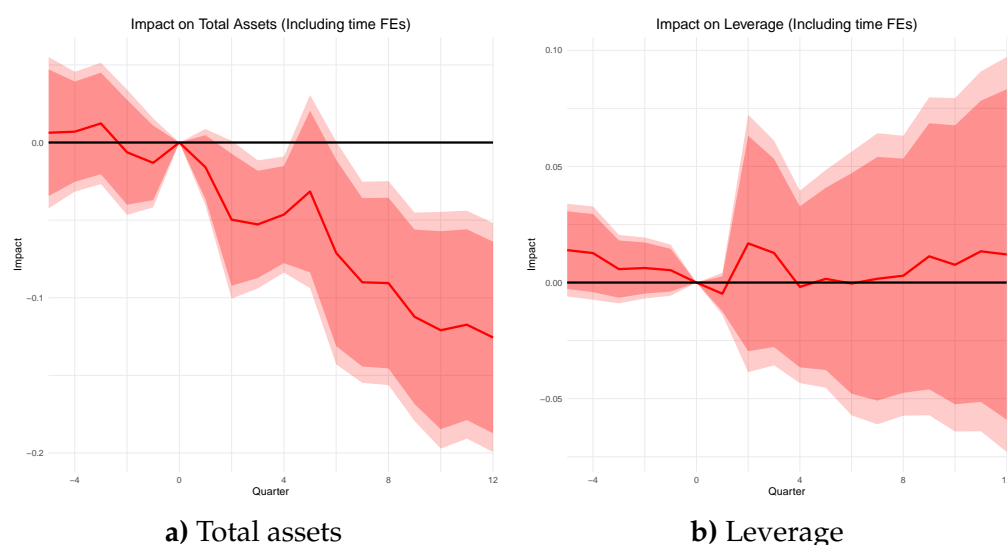 Impact on Total Assets (Including time FEs)
0.0
−0.1
−0.2
Impact
−4
0
4
8
12
Quarter
a) Total assets
Impact on Leverage (Including time FEs)
0.10
0.05
0.00
−0.05
Impact
−4
0
4
8
Quarter
b) Leverage